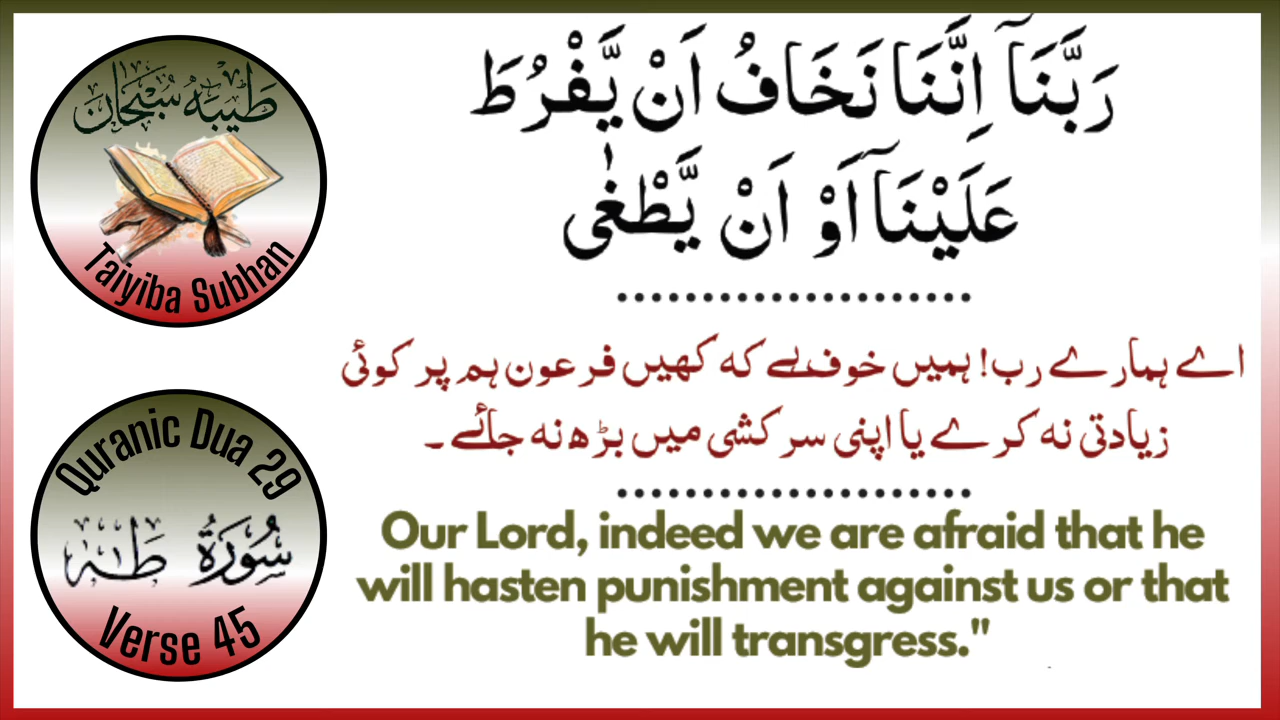 طیبہ سبحان
Taiyiba Subhan
Quranic Dua 29
سُوْرَةُ طٰهٰ
Verse 45
رَبَّنَآ اِنَّنَا نَخَافُ اَنْ یَّفْرُطَ
عَلَیْنَآ اَوْ اَنْ یَّطْغٰی
اے ہمارے رب! ہمیں خوف ہے کہ کہیں فرعون ہم پر کوئی
زیادتی نہ کرے یا اپنی سرکشی میں بڑھ نہ جائے۔
Our Lord, indeed we are afraid that he
will hasten punishment against us or that
he will transgress."